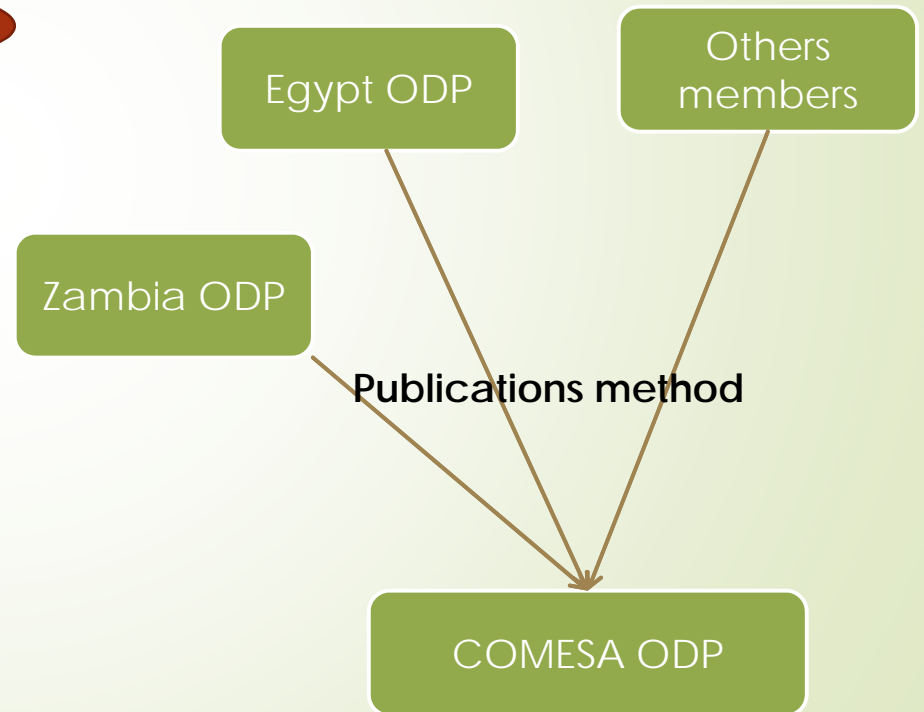 Egypt ODP
Others
members
Zambia ODP
Publications method
COMESA ODP